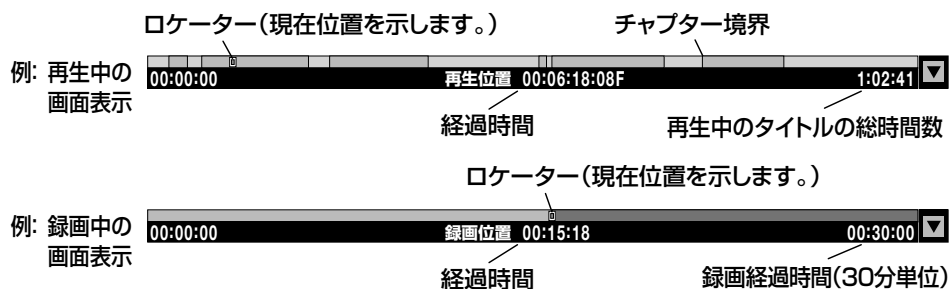 ロケーター（現在位置を示します。） チャプター境界
例: 再生中の画面表示
00:00:00 再生位置 00:06:18:08F 1:02:41
経過時間 再生中のタイトルの総時間数
ロケーター（現在位置を示します。）
例: 録画中の画面表示
00:00:00 録画位置 00:15:18 00:30:00
経過時間 録画経過時間（30分単位）